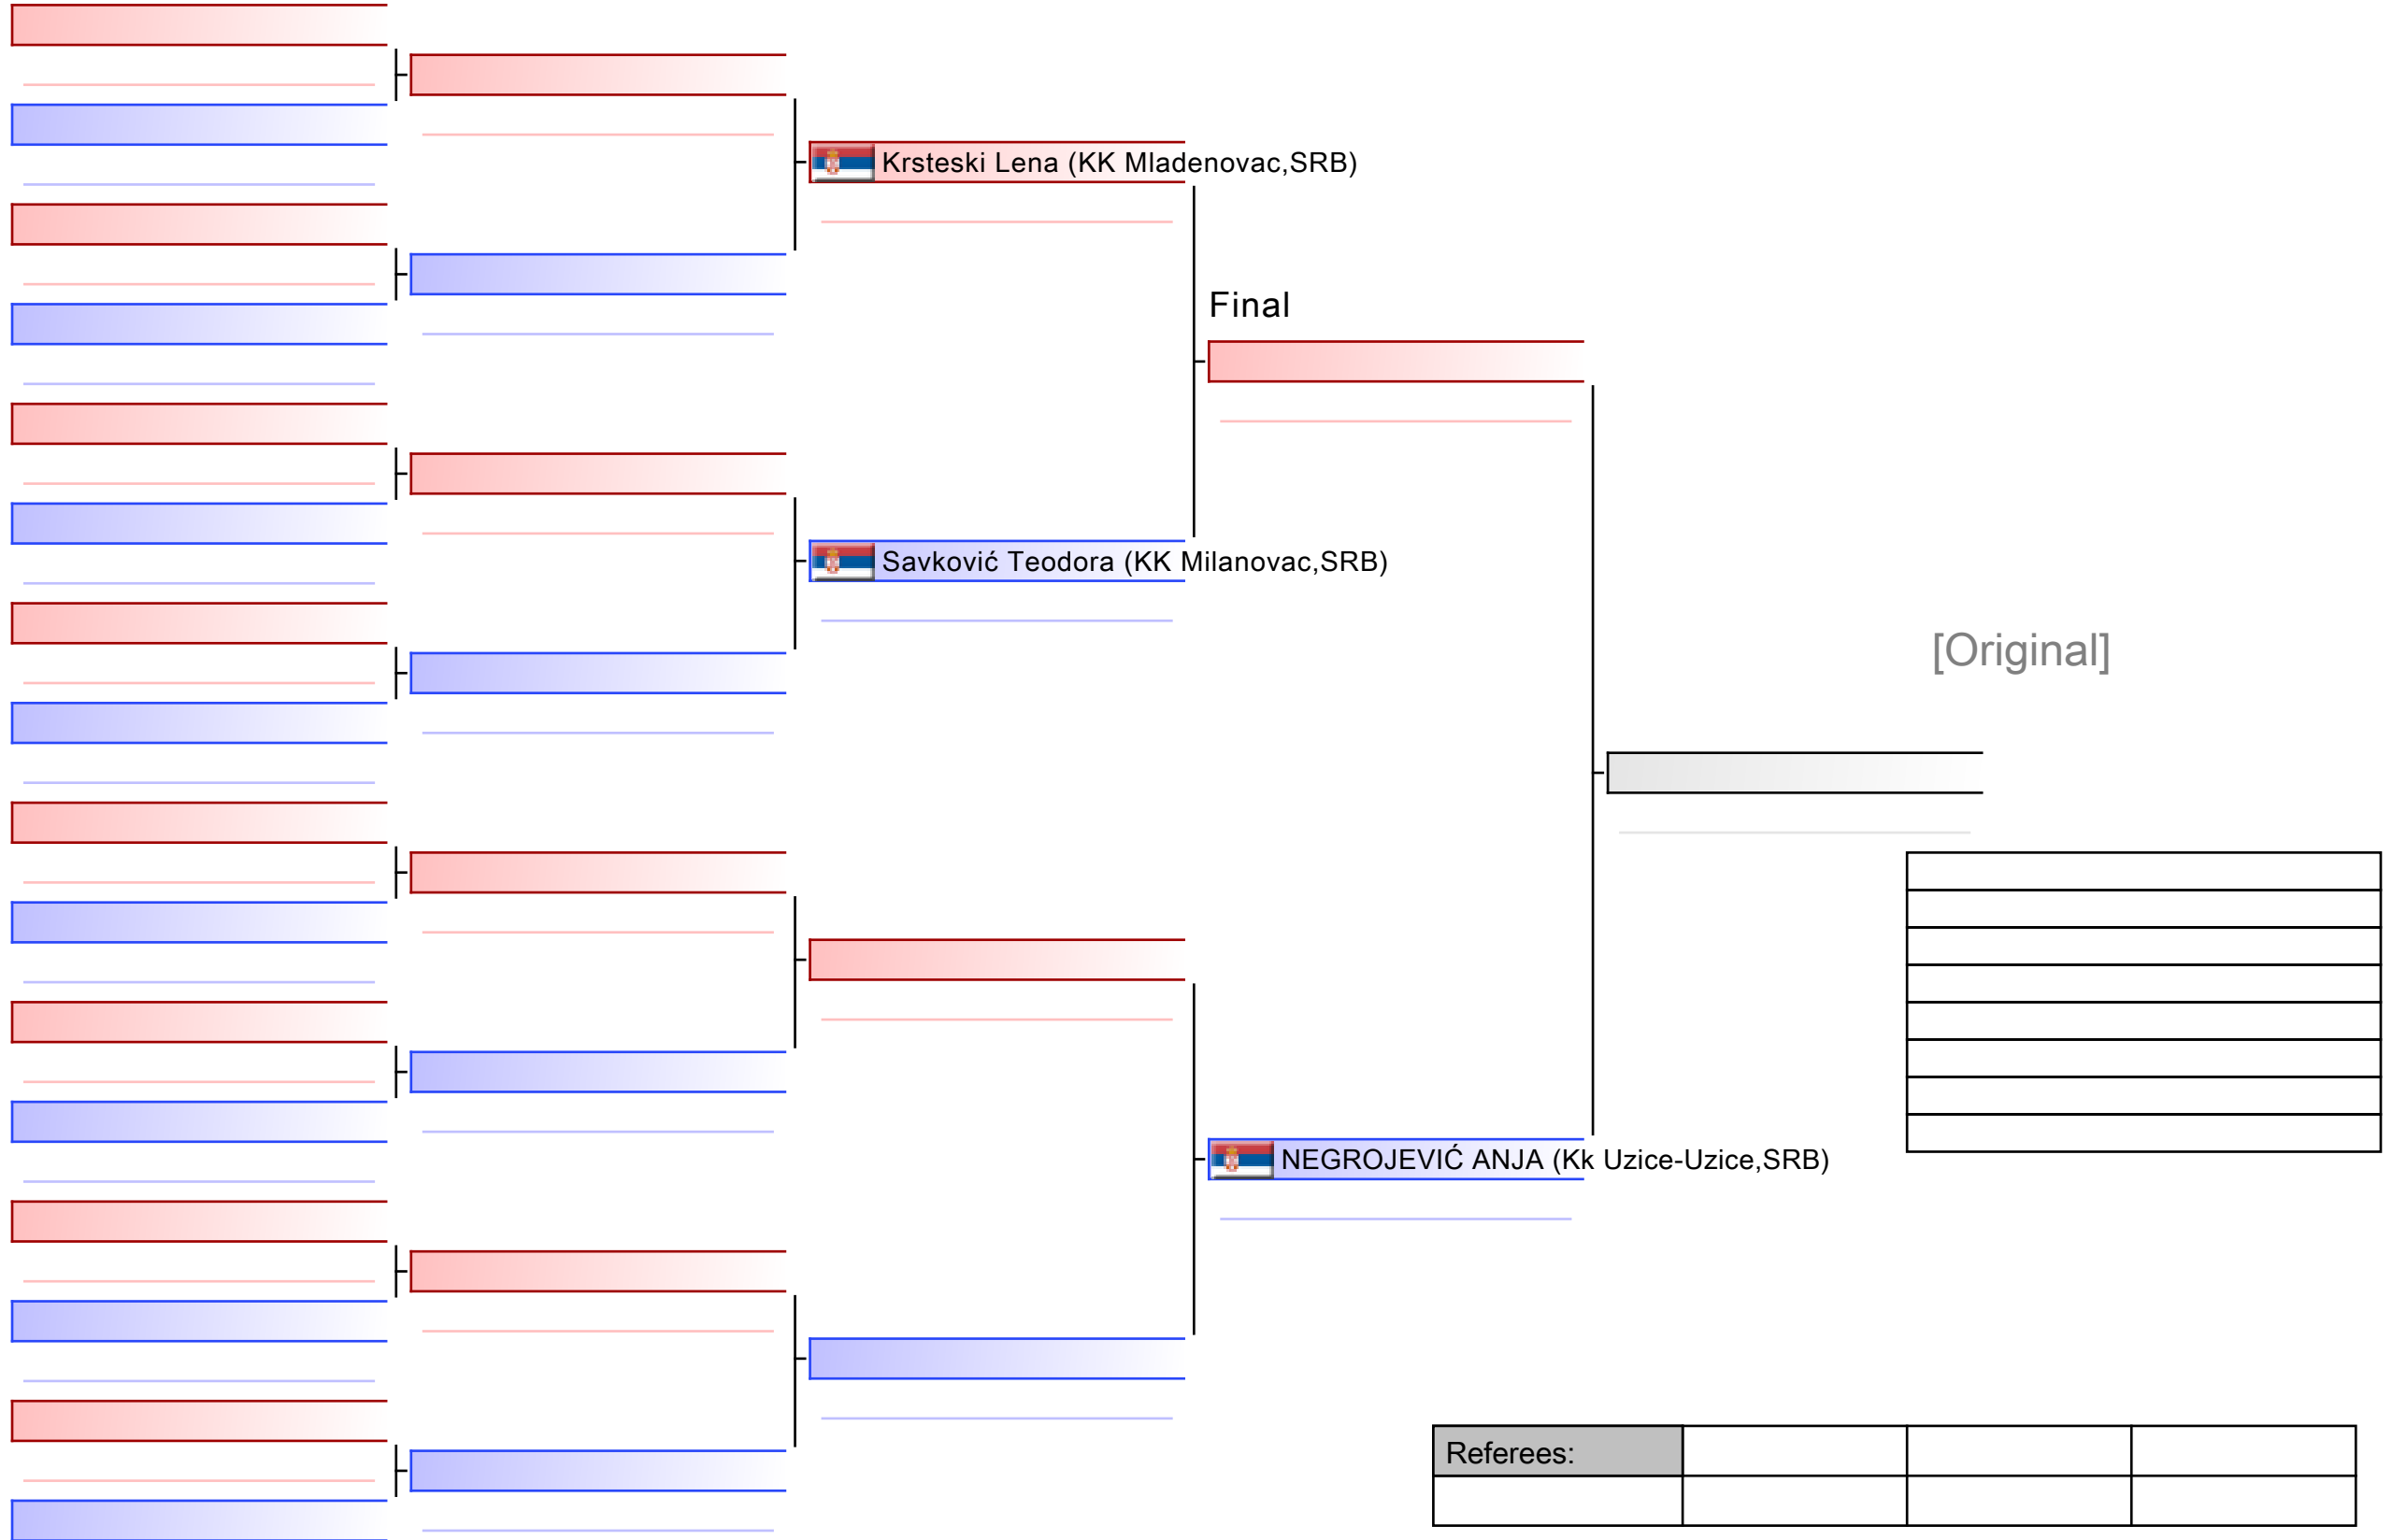 Krsteski Lena (KK Mladenovac,SRB)
Final
Savković Teodora (KK Milanovac,SRB)
[Original]
NEGROJEVIĆ ANJA (Kk Uzice-Uzice,SRB)
Referees: